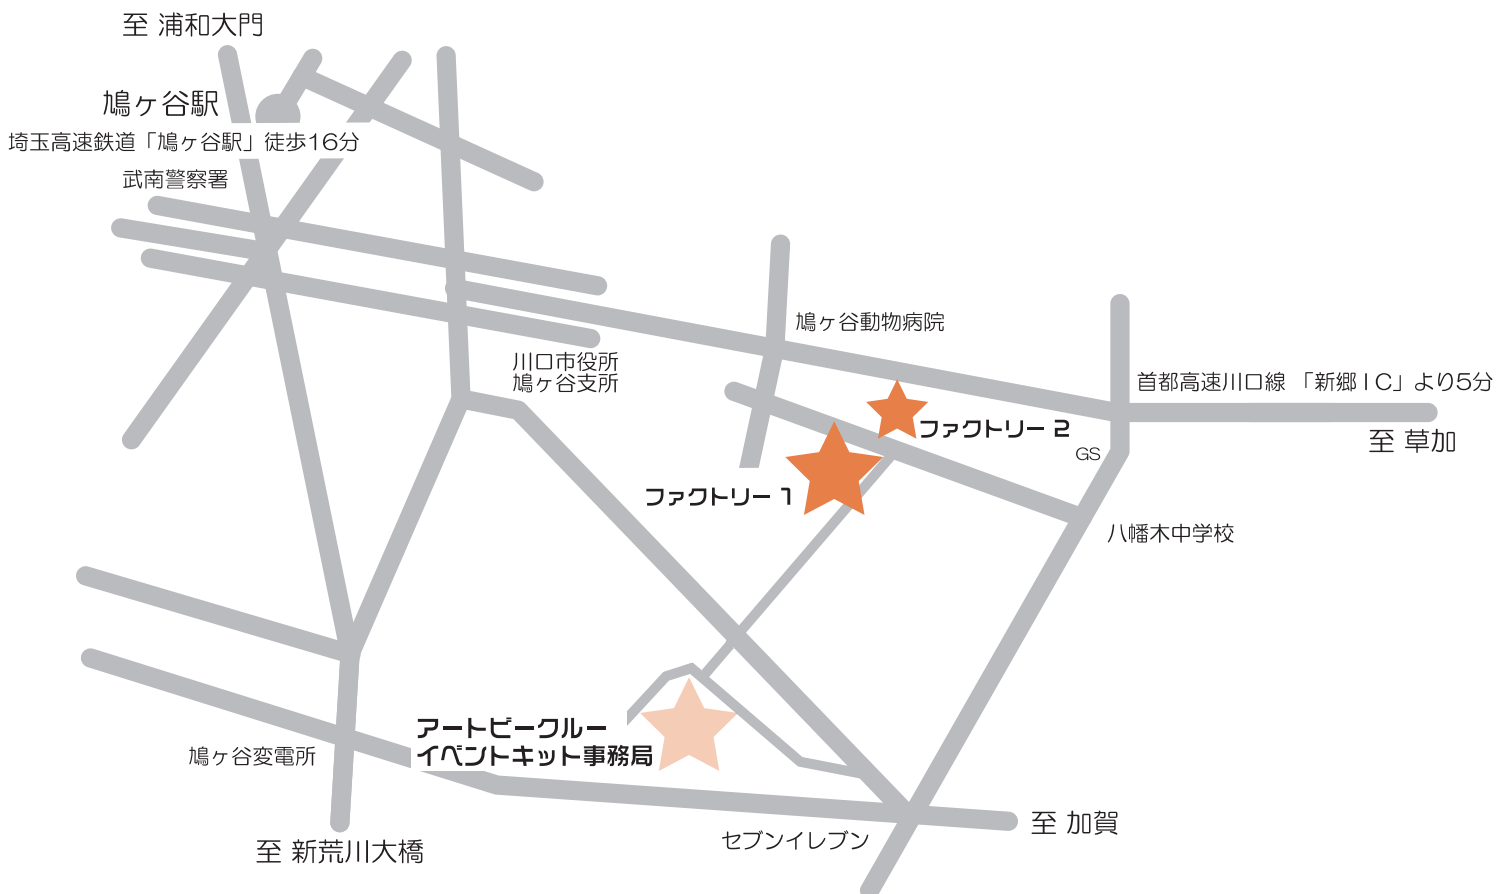 至 浦和大門
鳩ヶ谷駅
埼玉高速鉄道「鳩ヶ谷駅」徒歩16分
武南警察署
鳩ヶ谷動物病院
川口市役所
鳩ヶ谷支所
首都高速川口線 「新郷IC」より5分
ファクトリー 2
至 草加
GS
ファクトリー 1
八幡木中学校
アートビークルー
イベントキット事務局
鳩ヶ谷変電所
至 加賀
セブンイレブン
至 新荒川大橋